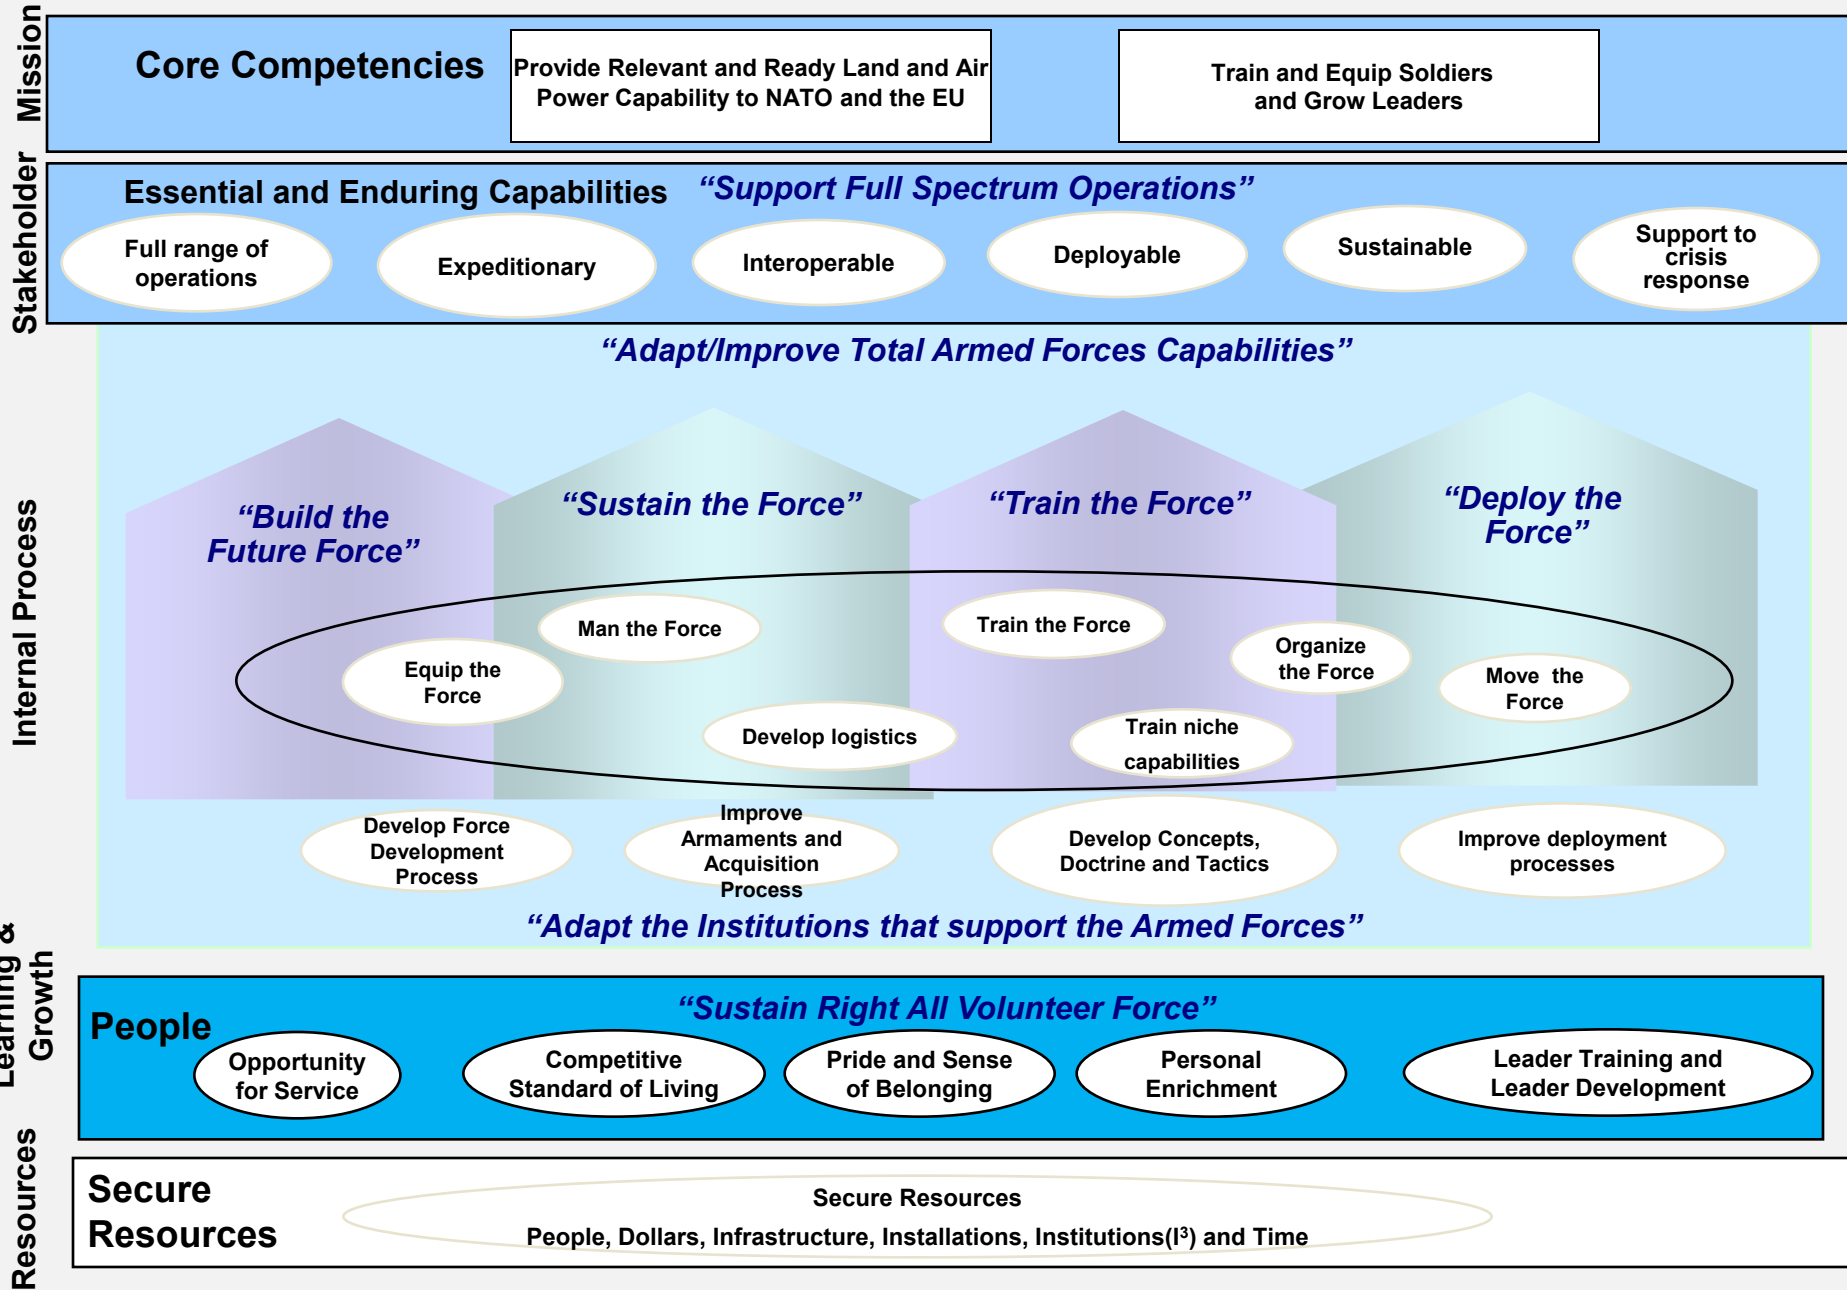 Mission
Core Competencies
Provide Relevant and Ready Land and Air
Power Capability to NATO and the EU
Train and Equip Soldiers
and Grow Leaders
Stakeholder
Essential and Enduring Capabilities
“Support Full Spectrum Operations”
Full range of
operations
Expeditionary
Interoperable
Deployable
Sustainable
Support to
crisis
response
Internal Process
“Adapt/Improve Total Armed Forces Capabilities”
“Build the
Future Force”
“Sustain the Force”
“Train the Force”
“Deploy the
Force”
Equip the
Force
Man the Force
Develop logistics
Train the Force
Organize
the Force
Train niche
capabilities
Move the
Force
Develop Force
Development
Process
Improve
Armaments and
Acquisition
Process
Develop Concepts,
Doctrine and Tactics
Improve deployment
processes
“Adapt the Institutions that support the Armed Forces”
Learning &
Growth
People
“Sustain Right All Volunteer Force”
Opportunity
for Service
Competitive
Standard of Living
Pride and Sense
of Belonging
Personal
Enrichment
Leader Training and
Leader Development
Resources
Secure
Resources
Secure Resources
People, Dollars, Infrastructure, Installations, Institutions(I³) and Time